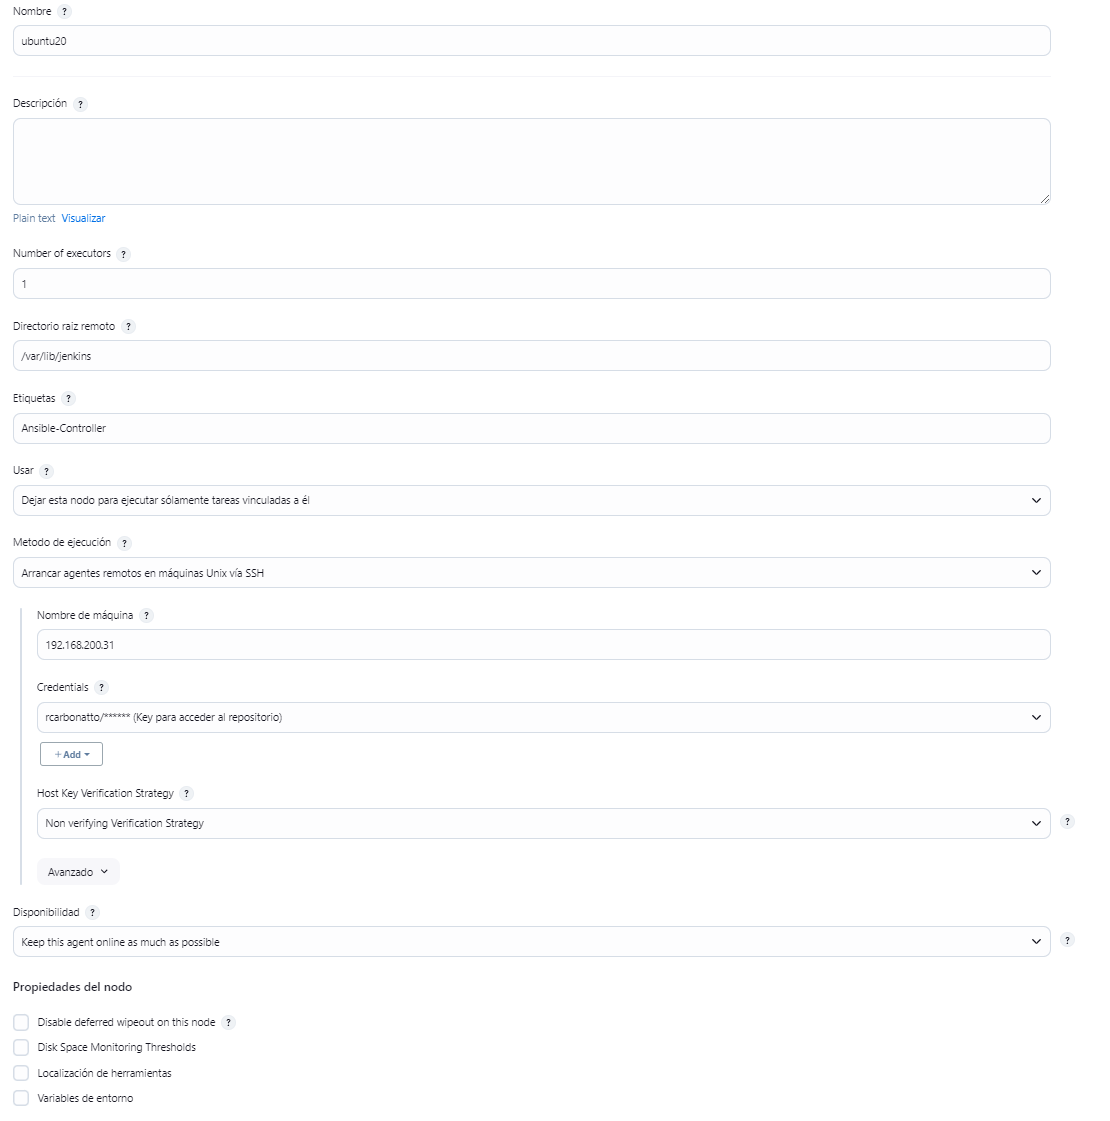 Nombre ?
ubuntu20
Descripción ?
Plain text Visualizar
Number of executors ?
1
Directorio raiz remoto ?
/var/lib/jenkins
Etiquetas ?
Ansible-Controller
Usar ?
Dejar esta nodo para ejecutar sólamente tareas vinculadas a él
Metodo de ejecución ?
Arrancar agentes remotos en máquinas Unix vía SSH
Nombre de máquina ?
192.168.200.31
Credentials ?
rcarbonatto/****** (Key para acceder al repositorio)
+ Add
Host Key Verification Strategy ?
Non verifying Verification Strategy ?
Avanzado
Disponibilidad ?
Keep this agent online as much as possible ?
Propiedades del nodo
Disable deferred wipeout on this node ?
Disk Space Monitoring Thresholds
Localización de herramientas
Variables de entorno